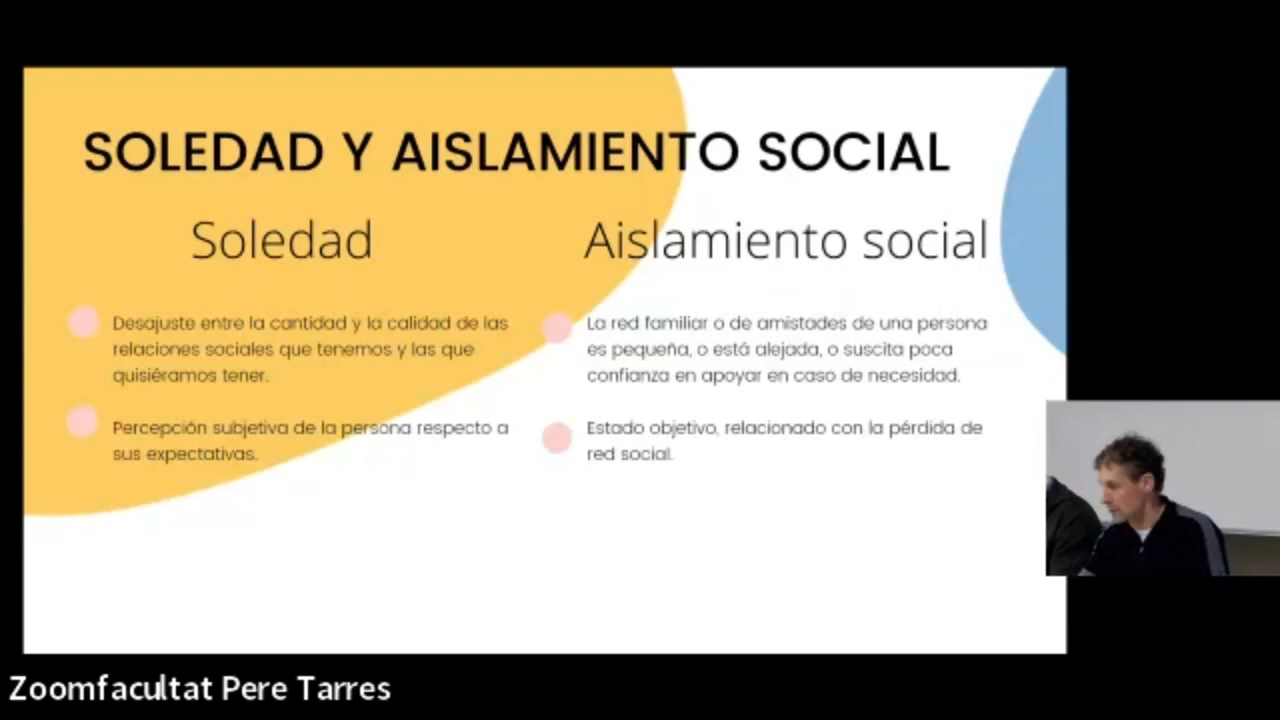 SOLEDAD Y AISLAMIENTO SOCIAL
Soledad
Desajuste entre la cantidad y la calidad de las
relaciones sociales que tenemos y las que
quisiéramos tener.
Percepción subjetiva de la persona respecto a
sus expectativas.
Aislamiento social
La red familiar o de amistades de una persona
es pequeña, o está alejada, o suscita poca
confianza en apoyar en caso de necesidad.
Estado objetivo, relacionado con la pérdida de
red social.
Zoomfacultat Pere Tarres